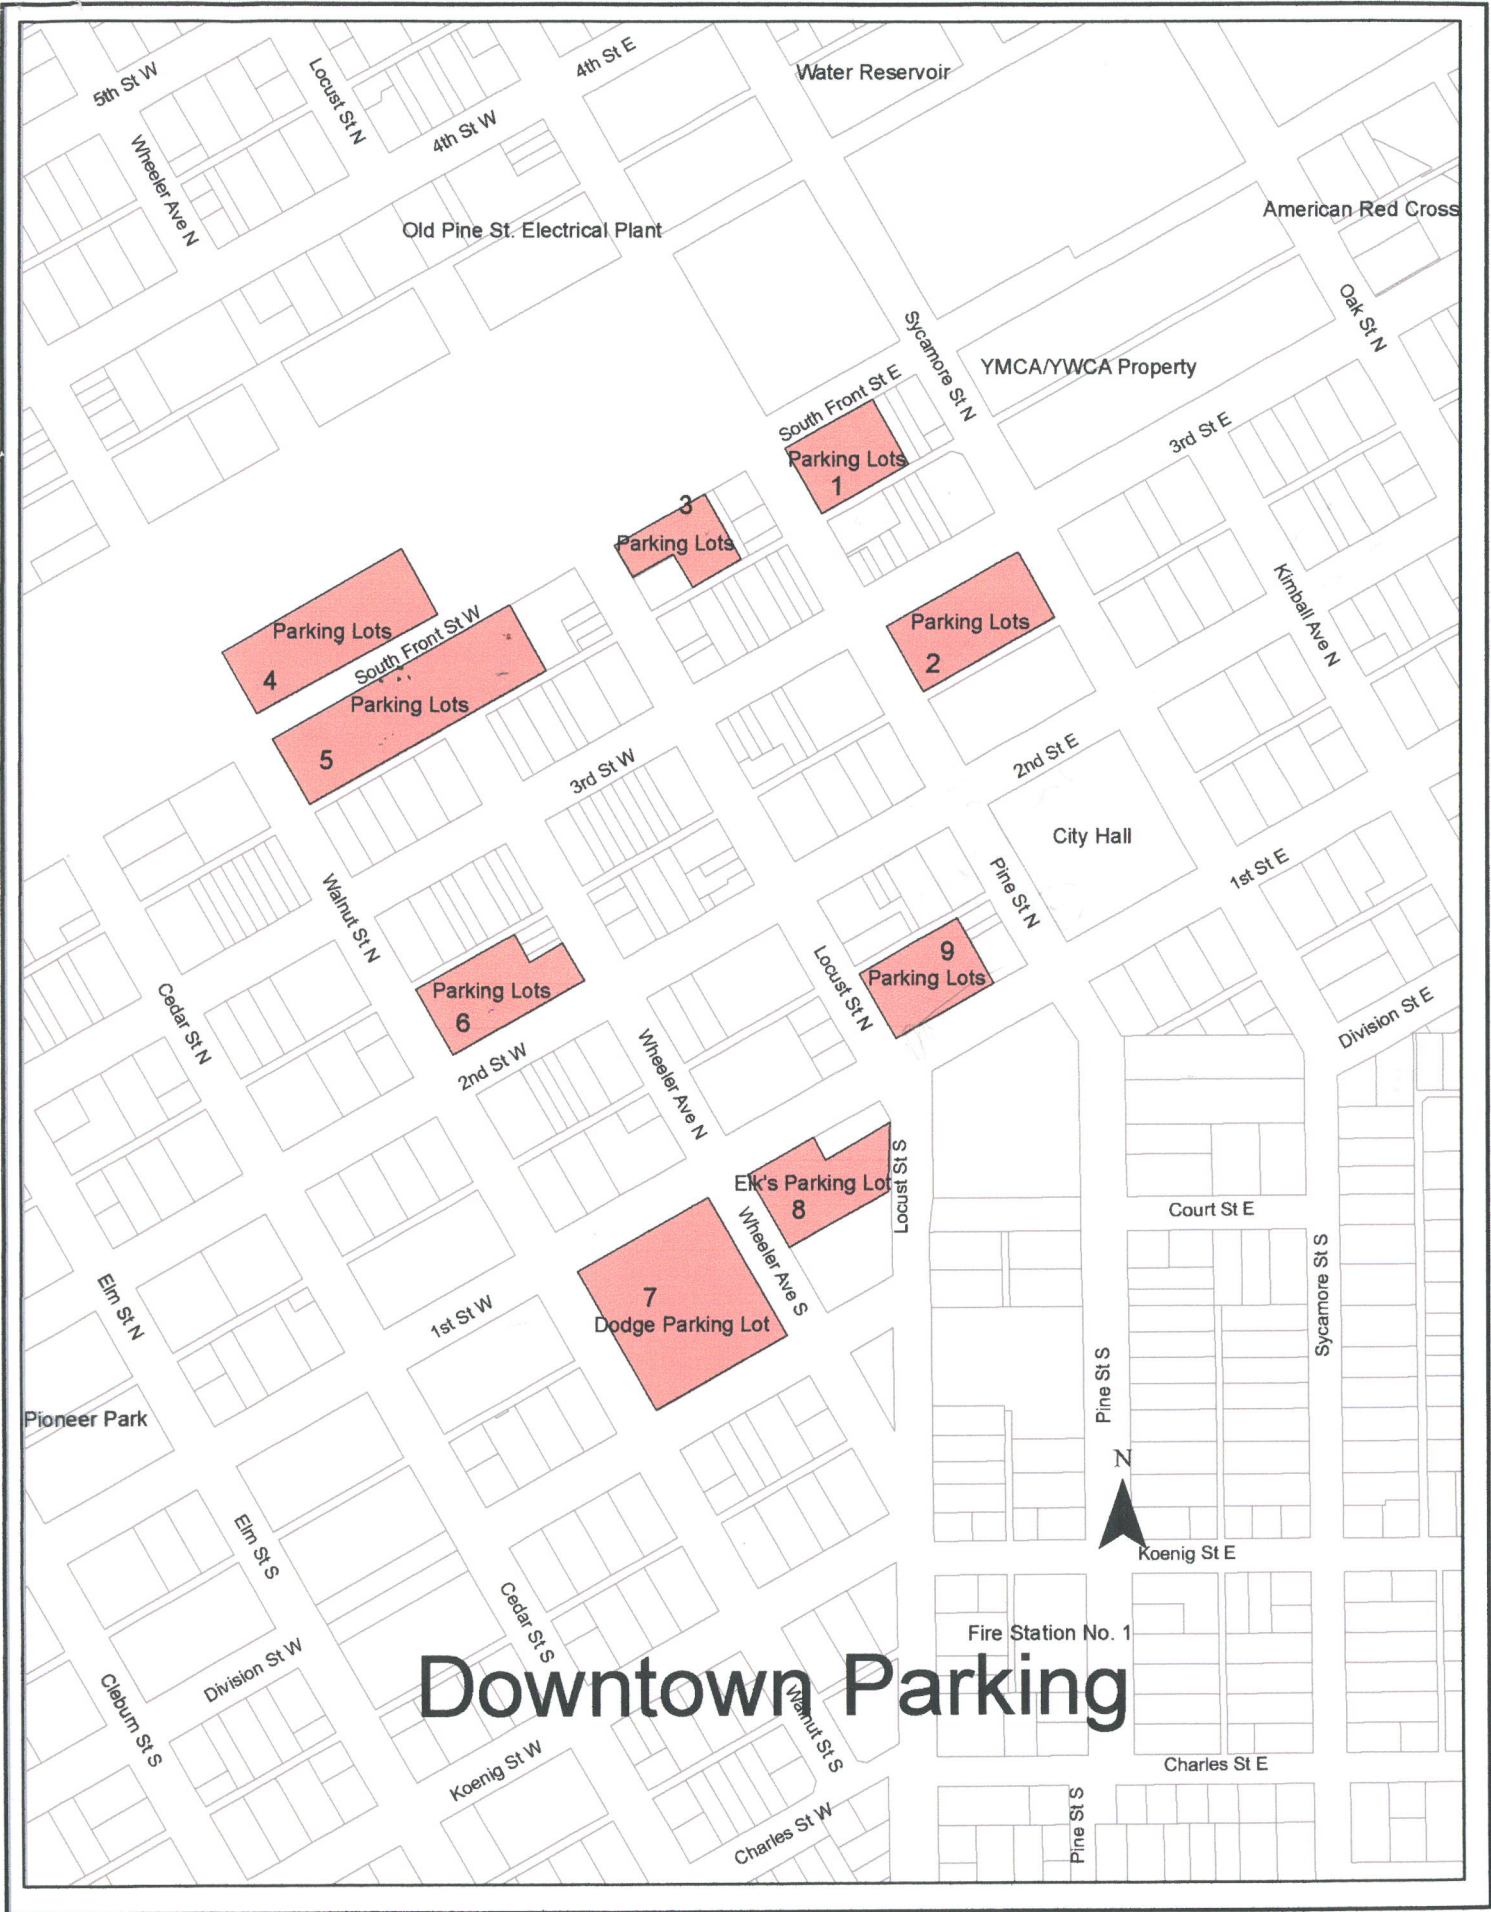 4th St E
Water Reservoir
5th St W
Locust St N
4th St W
Wheeler Ave N
American Red Cross
Old Pine St. Electrical Plant
Oak St N
Sycamore St N
YMCA/YWCA Property
South Front St E
3rd St E
Parking Lots
1
3
Parking Lots
Kimball Ave N
Parking Lots
2
Parking Lots
4
South Front St W
Parking Lots
5
3rd St W
2nd St E
City Hall
1st St E
Pine St N
Walnut St N
9
Parking Lots
Locust St N
Parking Lots
6
Cedar St N
Division St E
2nd St W
Wheeler Ave N
Elk's Parking Lot
8
Locust St S
Court St E
Wheeler Ave S
Sycamore St S
Elm St N
7
Dodge Parking Lot
1st St W
Pine St S
Pioneer Park
N
Elm St S
Koenig St E
Cedar St S
Fire Station No. 1
Division St W
Downtown Parking
Cleburn St S
Walnut St S
Koenig St W
Charles St E
Charles St W
Pine St S